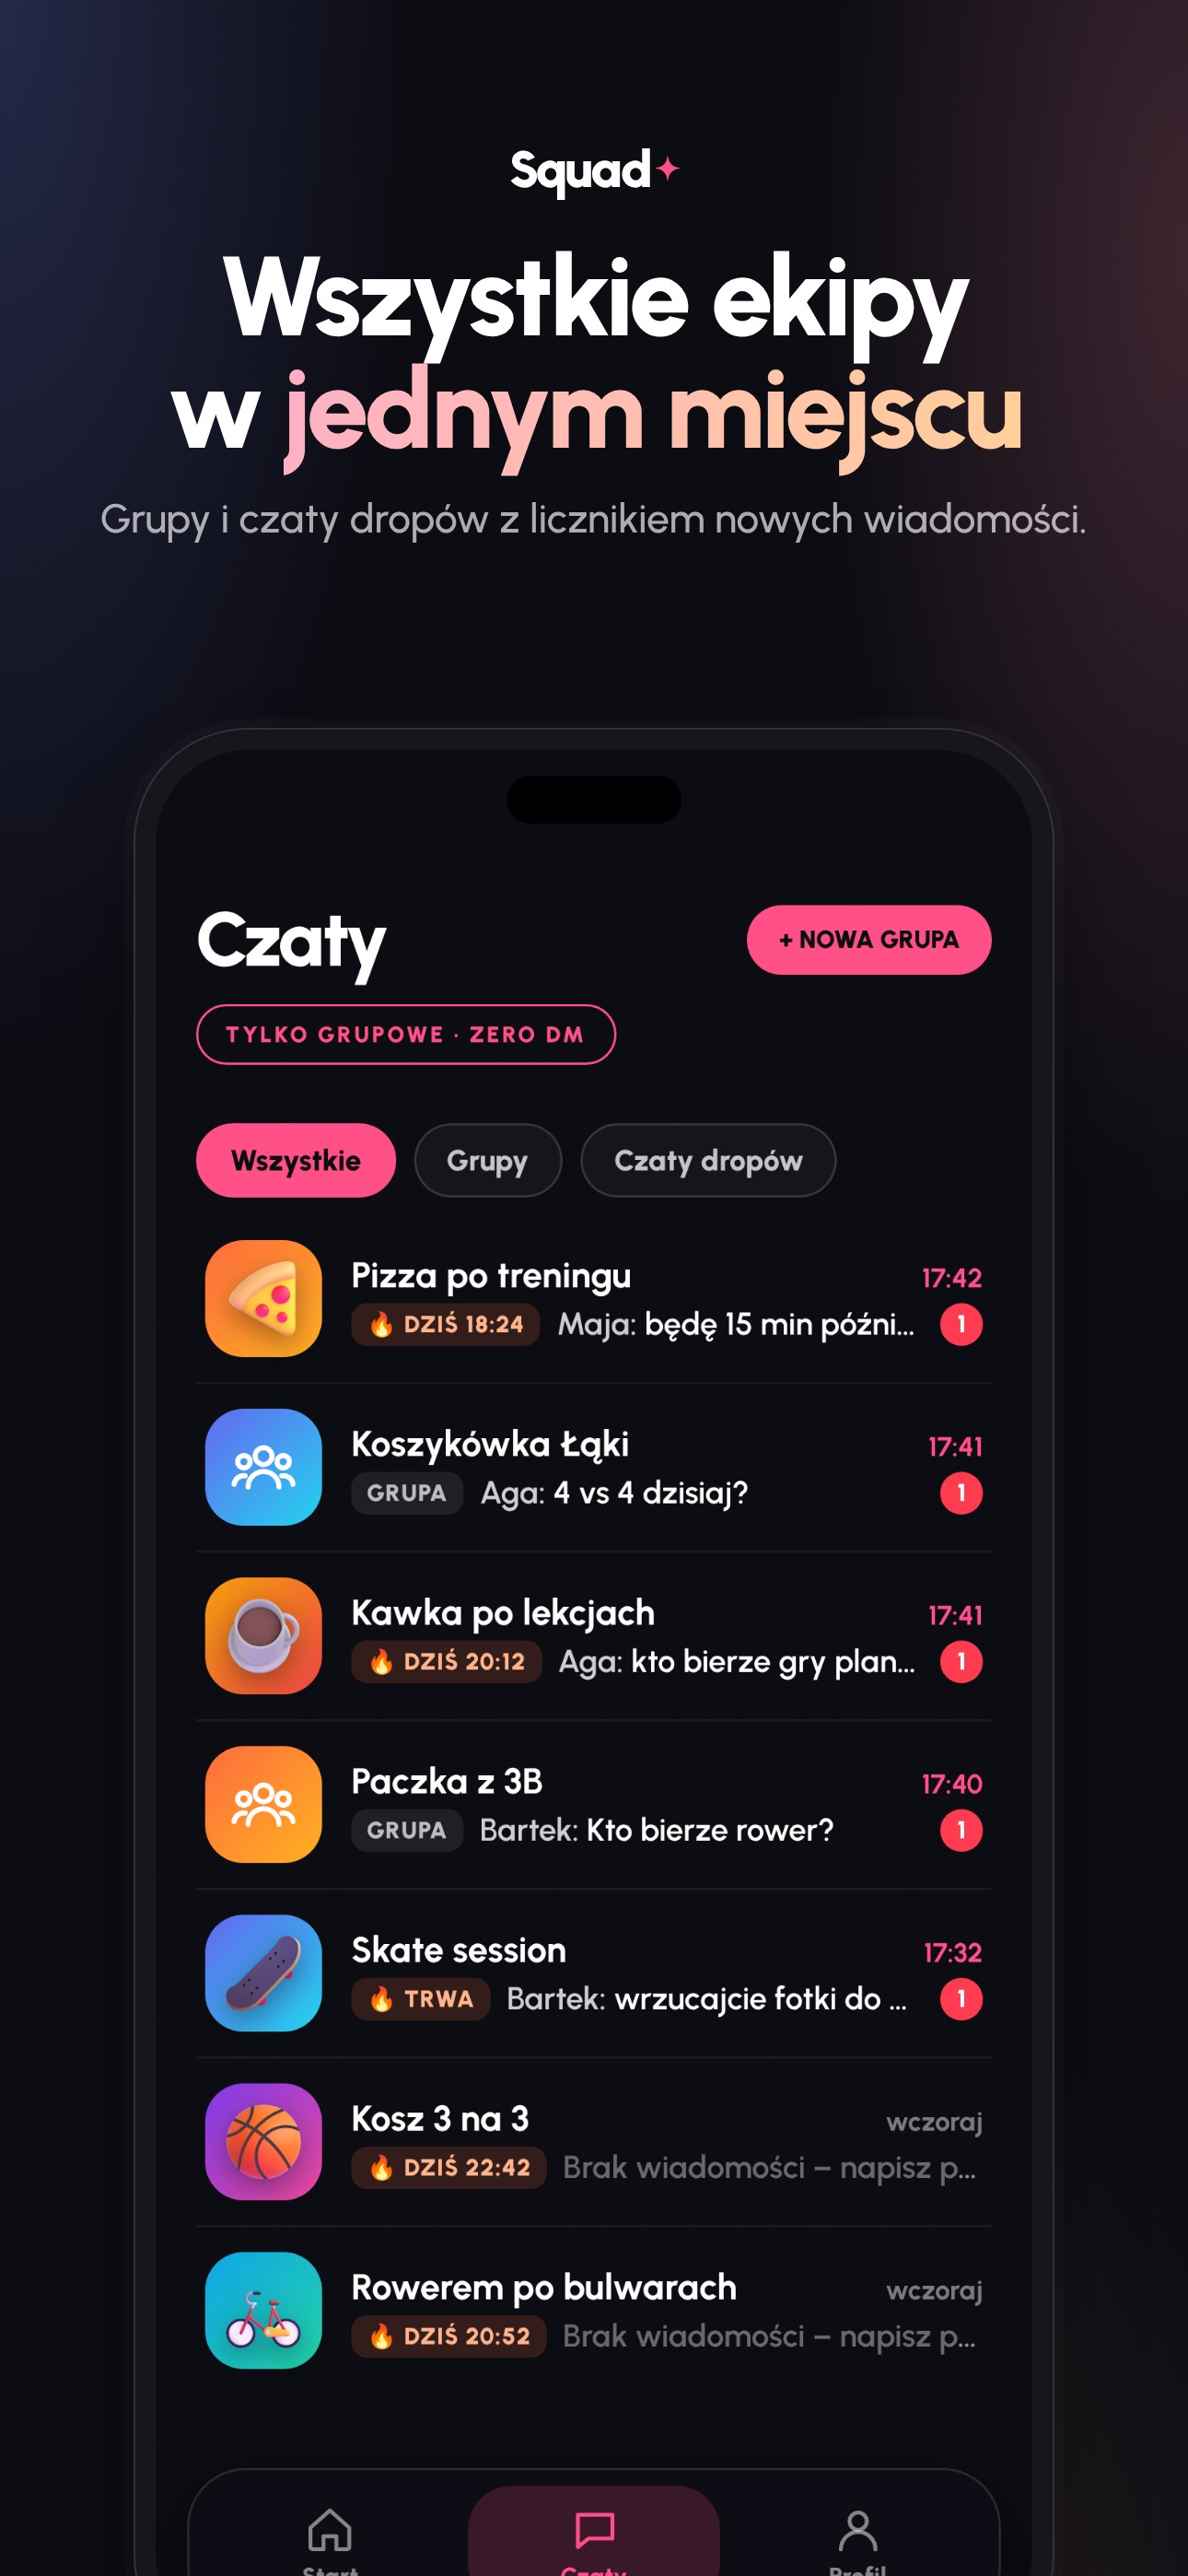 Squad
Wszystkie ekipy
w jednym miejscu
Grupy i czaty dropów z licznikiem nowych wiadomości.
Czaty
+ NOWA GRUPA
TYLKO GRUPOWE · ZERO DM
Wszystkie
Grupy
Czaty dropów
Pizza po treningu
17:42
DZIŚ 18:24
Maja: będę 15 min późni...
1
Koszykówka Łąki
17:41
GRUPA
Aga: 4 vs 4 dzisiaj?
1
Kawka po lekcjach
17:41
DZIŚ 20:12
Aga: kto bierze gry plan...
1
Paczka z 3B
17:40
GRUPA
Bartek: Kto bierze rower?
1
Skate session
17:32
TRWA
Bartek: wrzucajcie fotki do ...
1
Kosz 3 na 3
wczoraj
DZIŚ 22:42
Brak wiadomości – napisz p...
Rowerem po bulwarach
wczoraj
DZIŚ 20:52
Brak wiadomości – napisz p...
Start
Czaty
Profil